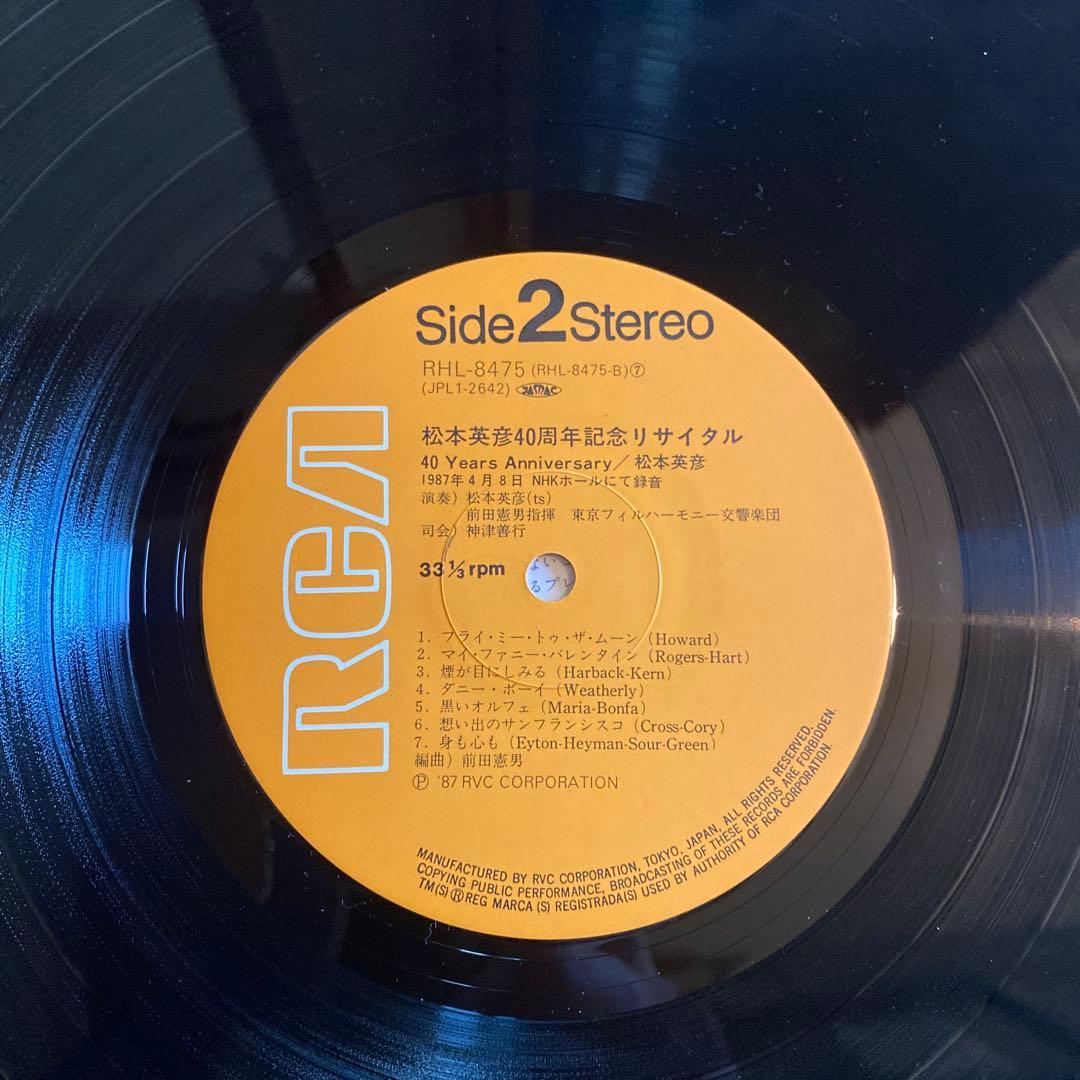 Side 2 Stereo
RHL-8475 (RHL-8475-B)⑦
(JPL1-2642) JASRAC
RCA
松本英彦40周年記念リサイタル
40 Years Anniversary／松本英彦
1987年4月8日 NHKホールにて録音
演奏）松本英彦(ts)
前田憲男指揮 東京フィルハーモニー交響楽団
司会）神津善行
33 1/3 rpm
ない
るプレ
1. フライ・ミー・トゥ・ザ・ムーン（Howard)
2. マイ・ファニー・バレンタイン（Rogers-Hart)
3. 煙が目にしみる（Harback-Kern)
4. ダニー・ボーイ（Weatherly)
5. 黒いオルフェ（Maria-Bonfa)
6. 想い出のサンフランシスコ（Cross-Cory)
7. 身も心も（Eyton-Heyman-Sour-Green)
編曲）前田憲男
Ⓟ '87 RVC CORPORATION
MANUFACTURED BY RVC CORPORATION, TOKYO, JAPAN, ALL RIGHTS RESERVED.
COPYING PUBLIC PERFORMANCE, BROADCASTING OF THESE RECORDS ARE FORBIDDEN.
TM(S) ® REG MARCA (S) REGISTRADA(S) USED BY AUTHORITY OF RCA CORPORATION.